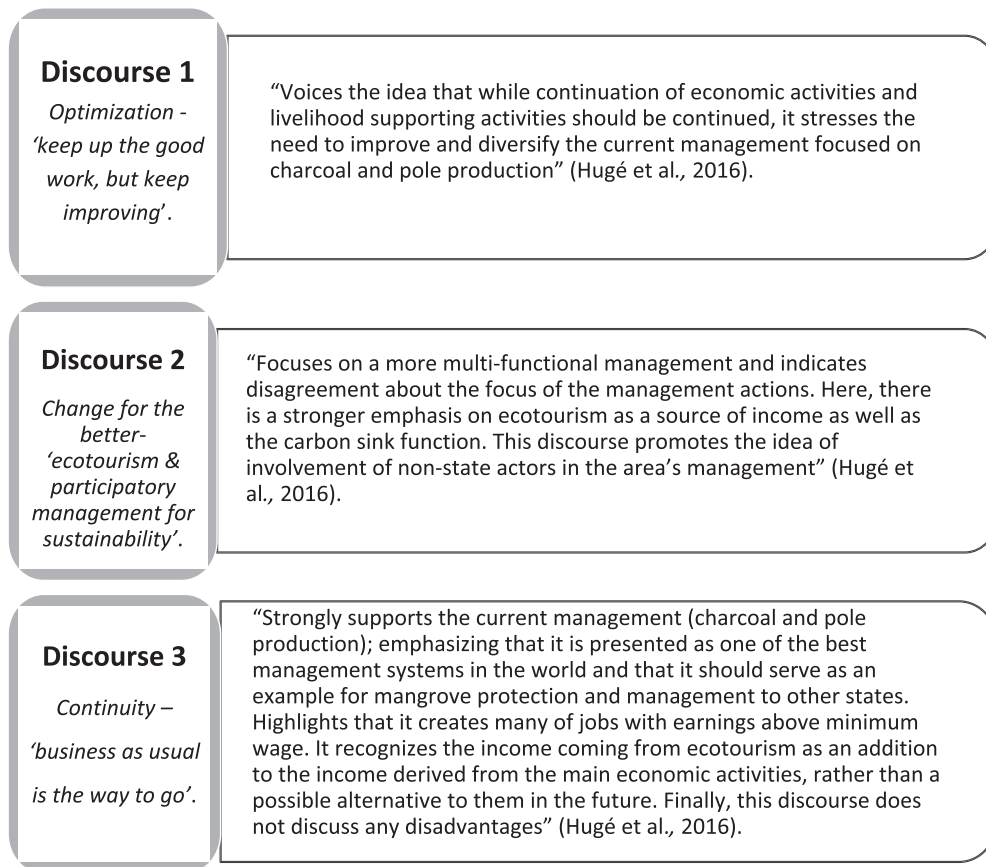 Discourse 1
Optimization -
‘keep up the good
work, but keep
improving’.
“Voices the idea that while continuation of economic activities and
livelihood supporting activities should be continued, it stresses the
need to improve and diversify the current management focused on
charcoal and pole production” (Hugé et al., 2016).
Discourse 2
Change for the
better-
‘ecotourism &
participatory
management for
sustainability’.
“Focuses on a more multi-functional management and indicates
disagreement about the focus of the management actions. Here, there
is a stronger emphasis on ecotourism as a source of income as well as
the carbon sink function. This discourse promotes the idea of
involvement of non-state actors in the area’s management” (Hugé et
al., 2016).
Discourse 3
Continuity –
‘business as usual
is the way to go’.
“Strongly supports the current management (charcoal and pole
production); emphasizing that it is presented as one of the best
management systems in the world and that it should serve as an
example for mangrove protection and management to other states.
Highlights that it creates many of jobs with earnings above minimum
wage. It recognizes the income coming from ecotourism as an addition
to the income derived from the main economic activities, rather than a
possible alternative to them in the future. Finally, this discourse does
not discuss any disadvantages” (Hugé et al., 2016).